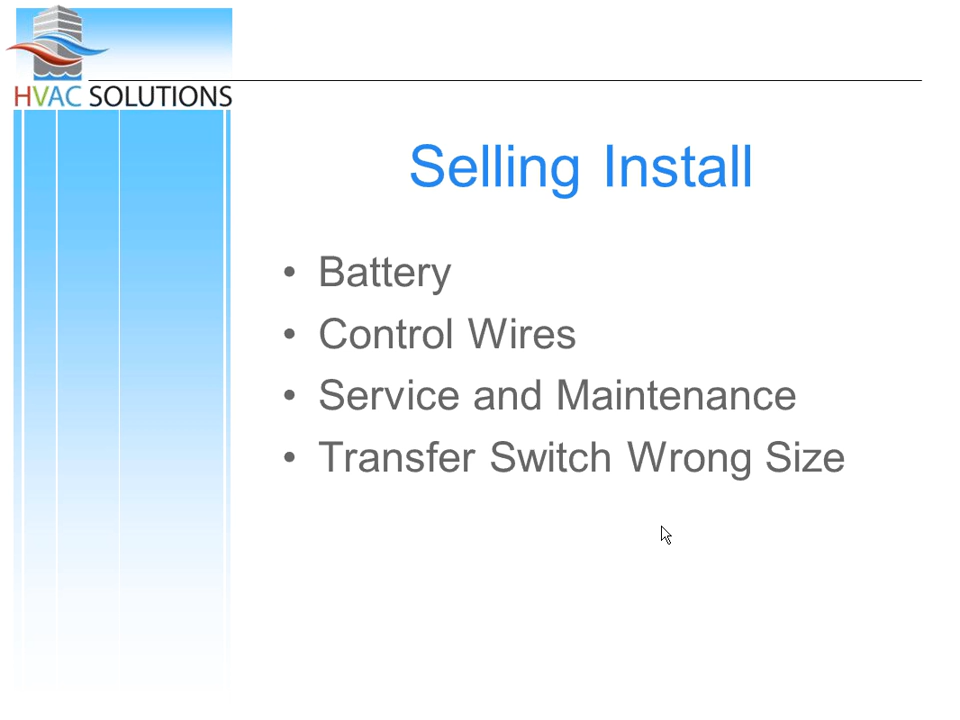 HVAC SOLUTIONS
Selling Install
• Battery
• Control Wires
• Service and Maintenance
• Transfer Switch Wrong Size